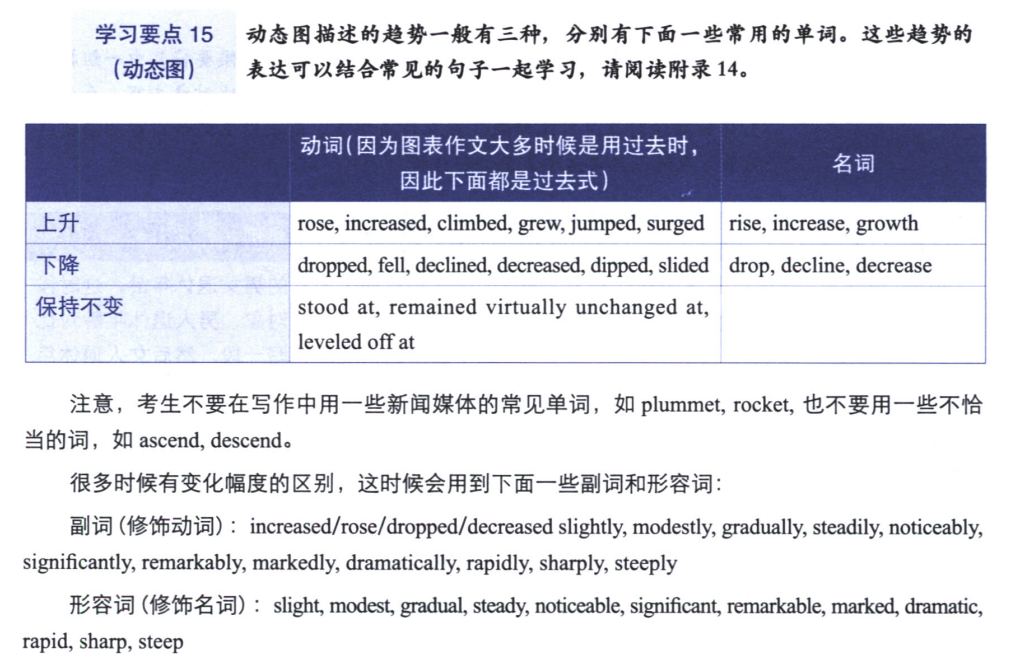 学习要点 15
(动态图)
动态图描述的趋势一般有三种，分别有下面一些常用的单词。这些趋势的
表达可以结合常见的句子一起学习，请阅读附录 14。
动词(因为图表作文大多时候是用过去时，
因此下面都是过去式)
名词
上升
rose, increased, climbed, grew, jumped, surged
rise, increase, growth
下降
dropped, fell, declined, decreased, dipped, slided
drop, decline, decrease
保持不变
stood at, remained virtually unchanged at,
leveled off at
注意，考生不要在写作中用一些新闻媒体的常见单词，如 plummet, rocket, 也不要用一些不恰
当的词，如 ascend, descend。
很多时候有变化幅度的区别，这时候会用到下面一些副词和形容词：
副词(修饰动词)：increased/rose/dropped/decreased slightly, modestly, gradually, steadily, noticeably,
significantly, remarkably, markedly, dramatically, rapidly, sharply, steeply
形容词(修饰名词)：slight, modest, gradual, steady, noticeable, significant, remarkable, marked, dramatic,
rapid, sharp, steep